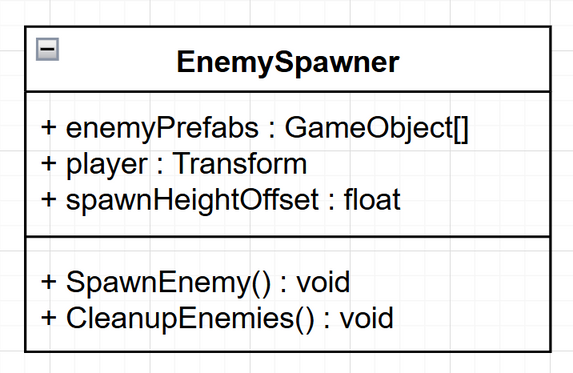 EnemySpawner
+ enemyPrefabs : GameObject[]
+ player : Transform
+ spawnHeightOffset : float
+ SpawnEnemy() : void
+ CleanupEnemies() : void